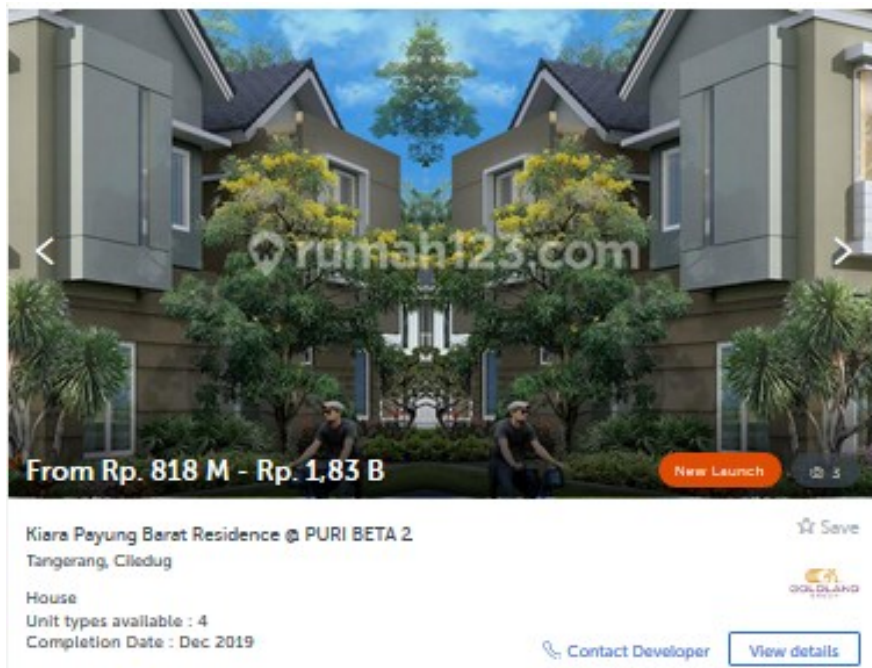 rumah123.com
From Rp. 818 M - Rp. 1,83 B
New Launch
3
Kiara Payung Barat Residence @ PURI BETA 2
Save
Tangerang, Ciledug
GOLDLAND
House
Unit types available : 4
Completion Date : Dec 2019
Contact Developer
View details